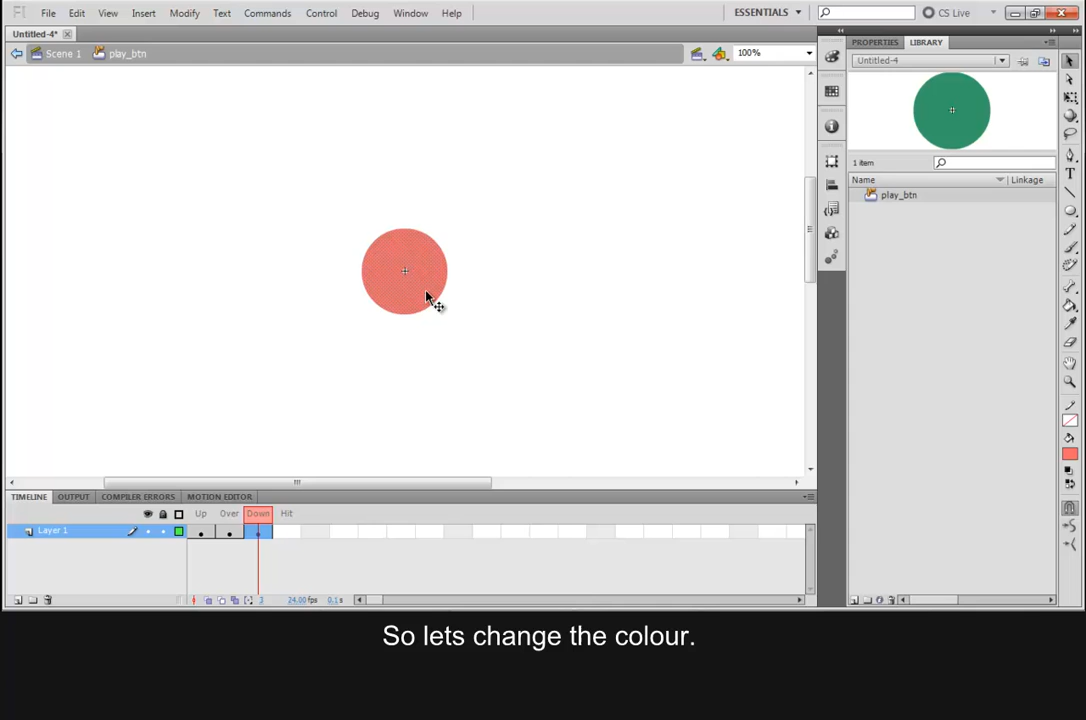 Fl File Edit View Insert Modify Text Commands Control Debug Window Help ESSENTIALS CS Live
Untitled-4*
Scene 1 play_btn 100%
PROPERTIES LIBRARY
Untitled-4
1 item
Name Linkage
play_btn
TIMELINE OUTPUT COMPILER ERRORS MOTION EDITOR
Up Over Down Hit
Layer 1
3 24.00 fps 0.1 s
So lets change the colour.